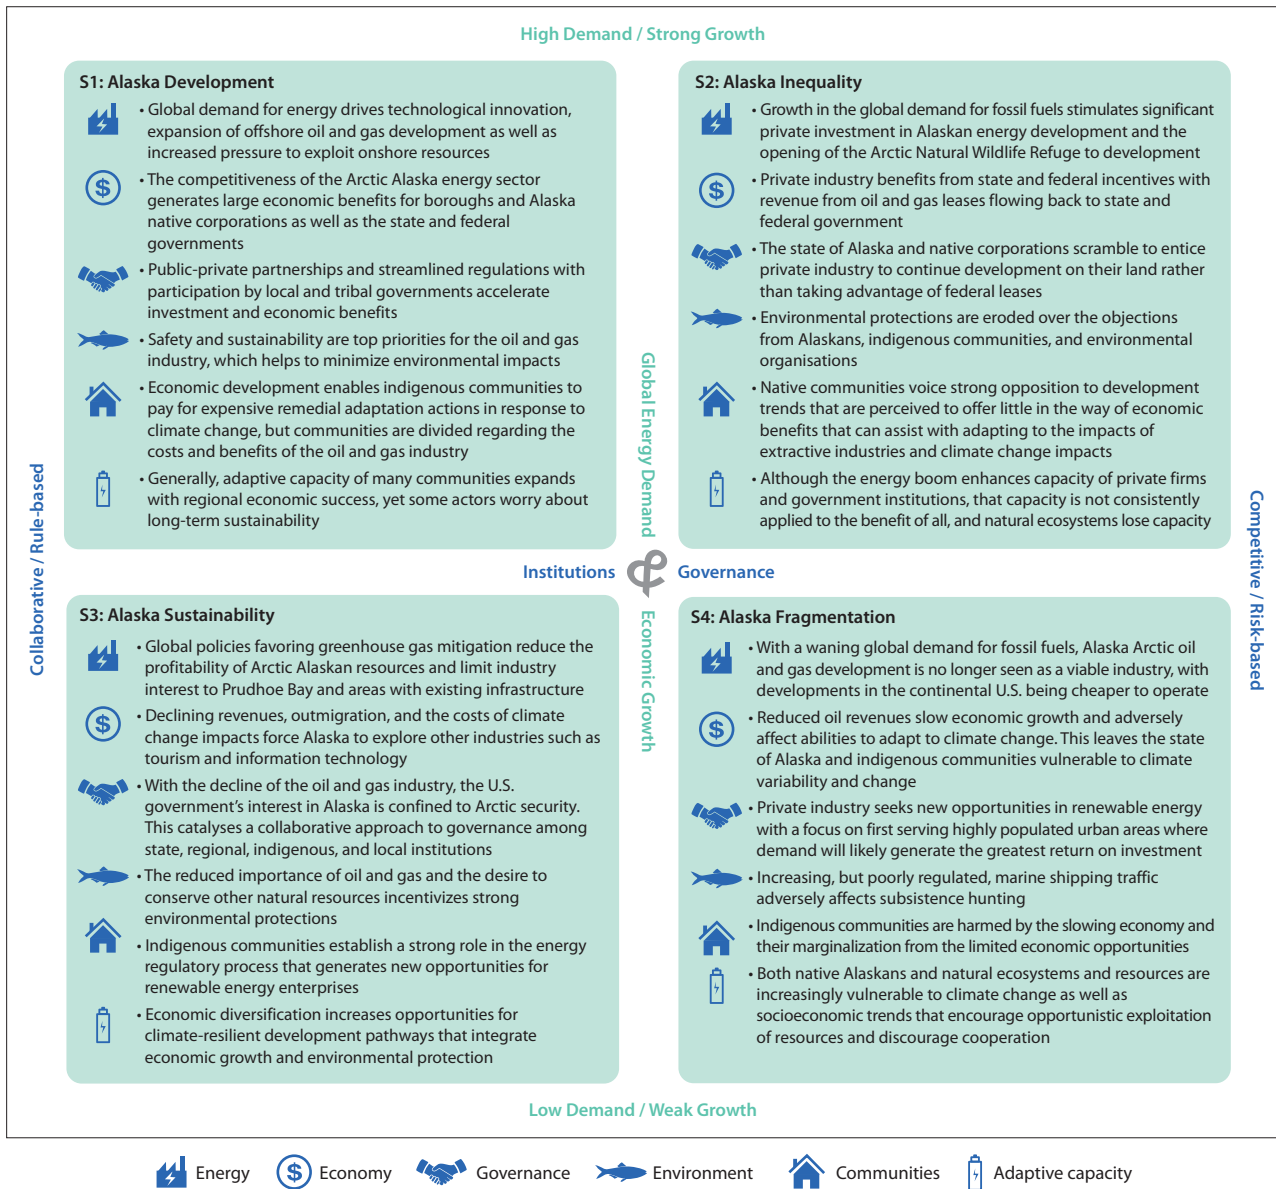 High Demand / Strong Growth
S1: Alaska Development
• Global demand for energy drives technological innovation,
expansion of offshore oil and gas development as well as
increased pressure to exploit onshore resources
• The competitiveness of the Arctic Alaska energy sector
generates large economic benefits for boroughs and Alaska
native corporations as well as the state and federal
governments
• Public-private partnerships and streamlined regulations with
participation by local and tribal governments accelerate
investment and economic benefits
• Safety and sustainability are top priorities for the oil and gas
industry, which helps to minimize environmental impacts
• Economic development enables indigenous communities to
pay for expensive remedial adaptation actions in response to
climate change, but communities are divided regarding the
costs and benefits of the oil and gas industry
• Generally, adaptive capacity of many communities expands
with regional economic success, yet some actors worry about
long-term sustainability
S2: Alaska Inequality
• Growth in the global demand for fossil fuels stimulates significant
private investment in Alaskan energy development and the
opening of the Arctic Natural Wildlife Refuge to development
• Private industry benefits from state and federal incentives with
revenue from oil and gas leases flowing back to state and
federal government
• The state of Alaska and native corporations scramble to entice
private industry to continue development on their land rather
than taking advantage of federal leases
• Environmental protections are eroded over the objections
from Alaskans, indigenous communities, and environmental
organisations
• Native communities voice strong opposition to development
trends that are perceived to offer little in the way of economic
benefits that can assist with adapting to the impacts of
extractive industries and climate change impacts
• Although the energy boom enhances capacity of private firms
and government institutions, that capacity is not consistently
applied to the benefit of all, and natural ecosystems lose capacity
Global Energy Demand
Collaborative / Rule-based
Institutions & Governance
Competitive / Risk-based
Economic Growth
S3: Alaska Sustainability
• Global policies favoring greenhouse gas mitigation reduce the
profitability of Arctic Alaskan resources and limit industry
interest to Prudhoe Bay and areas with existing infrastructure
• Declining revenues, outmigration, and the costs of climate
change impacts force Alaska to explore other industries such as
tourism and information technology
• With the decline of the oil and gas industry, the U.S.
government's interest in Alaska is confined to Arctic security.
This catalyses a collaborative approach to governance among
state, regional, indigenous, and local institutions
• The reduced importance of oil and gas and the desire to
conserve other natural resources incentivizes strong
environmental protections
• Indigenous communities establish a strong role in the energy
regulatory process that generates new opportunities for
renewable energy enterprises
• Economic diversification increases opportunities for
climate-resilient development pathways that integrate
economic growth and environmental protection
S4: Alaska Fragmentation
• With a waning global demand for fossil fuels, Alaska Arctic oil
and gas development is no longer seen as a viable industry, with
developments in the continental U.S. being cheaper to operate
• Reduced oil revenues slow economic growth and adversely
affect abilities to adapt to climate change. This leaves the state
of Alaska and indigenous communities vulnerable to climate
variability and change
• Private industry seeks new opportunities in renewable energy
with a focus on first serving highly populated urban areas where
demand will likely generate the greatest return on investment
• Increasing, but poorly regulated, marine shipping traffic
adversely affects subsistence hunting
• Indigenous communities are harmed by the slowing economy and
their marginalization from the limited economic opportunities
• Both native Alaskans and natural ecosystems and resources are
increasingly vulnerable to climate change as well as
socioeconomic trends that encourage opportunistic exploitation
of resources and discourage cooperation
Low Demand / Weak Growth
Energy
Economy
Governance
Environment
Communities
Adaptive capacity